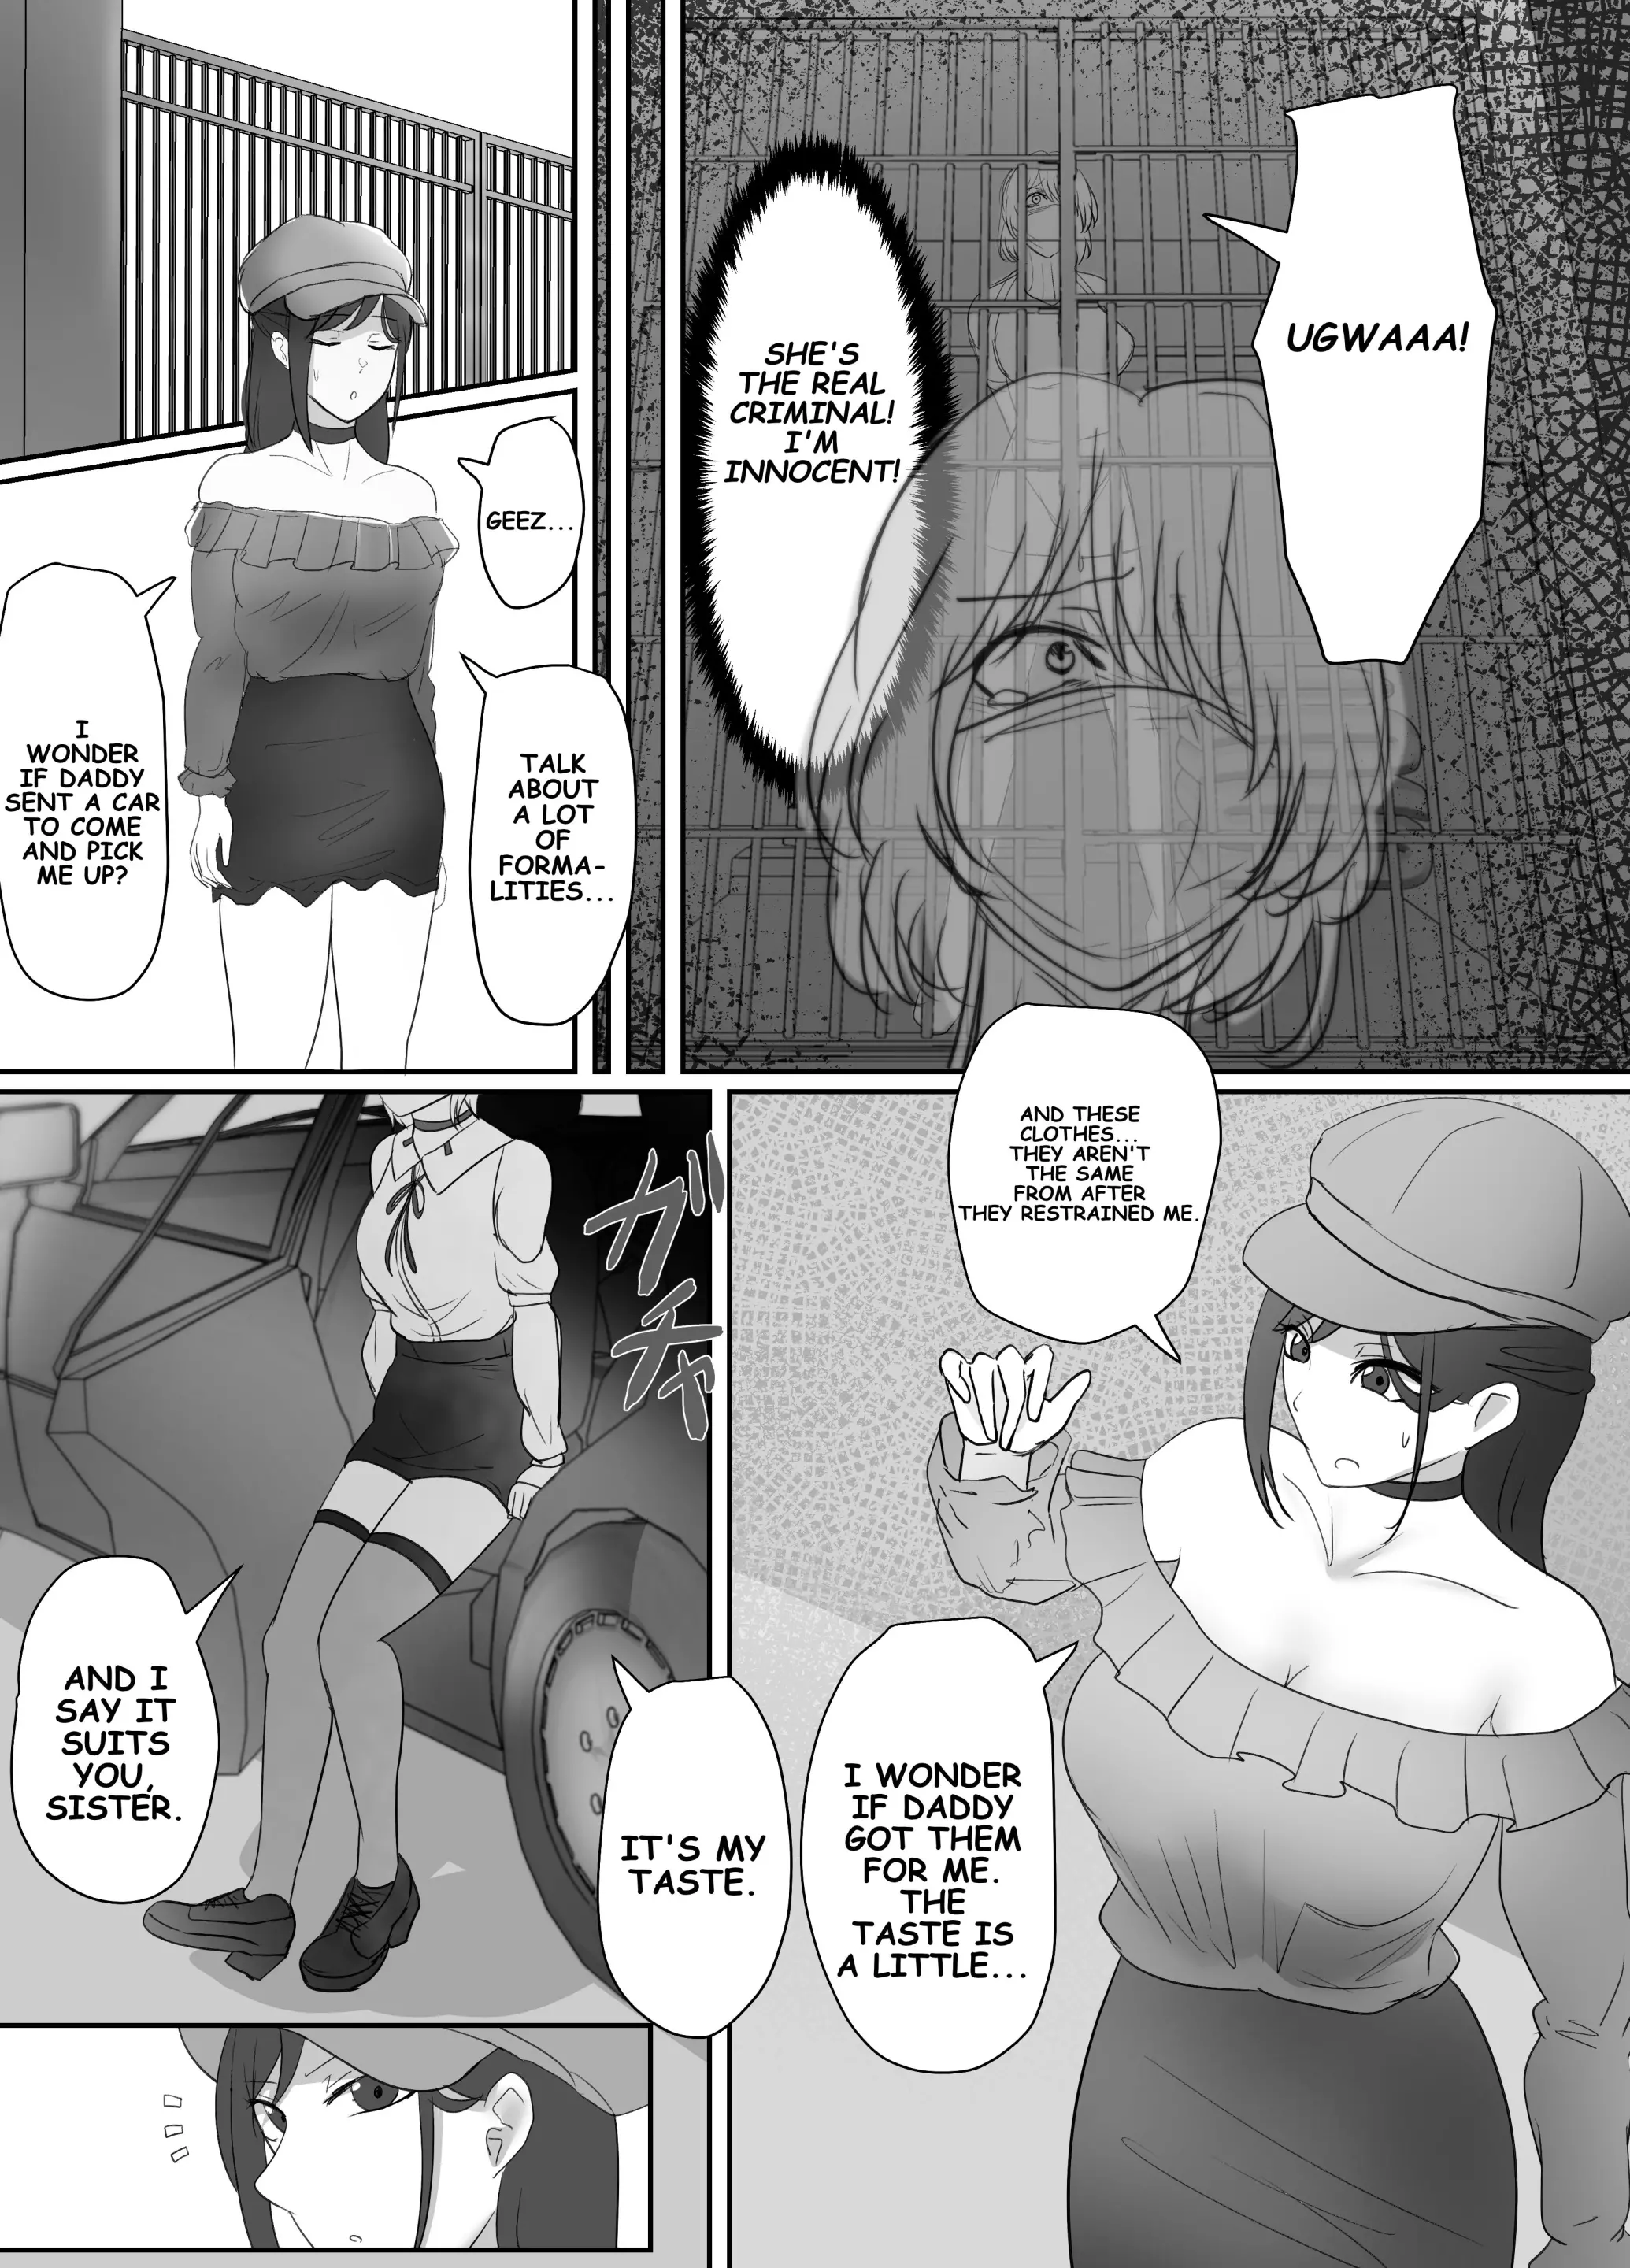 UGWAAA!
SHE'S
THE REAL
CRIMINAL!
I'M
INNOCENT!
GEEZ...
TALK
ABOUT
A LOT
OF
FORMA-
LITIES...
I
WONDER
IF DADDY
SENT A CAR
TO COME
AND PICK
ME UP?
AND THESE
CLOTHES...
THEY AREN'T
THE SAME
FROM AFTER
THEY RESTRAINED ME.
I WONDER
IF DADDY
GOT THEM
FOR ME.
THE
TASTE IS
A LITTLE...
ガチャ
IT'S MY
TASTE.
AND I
SAY IT
SUITS
YOU,
SISTER.